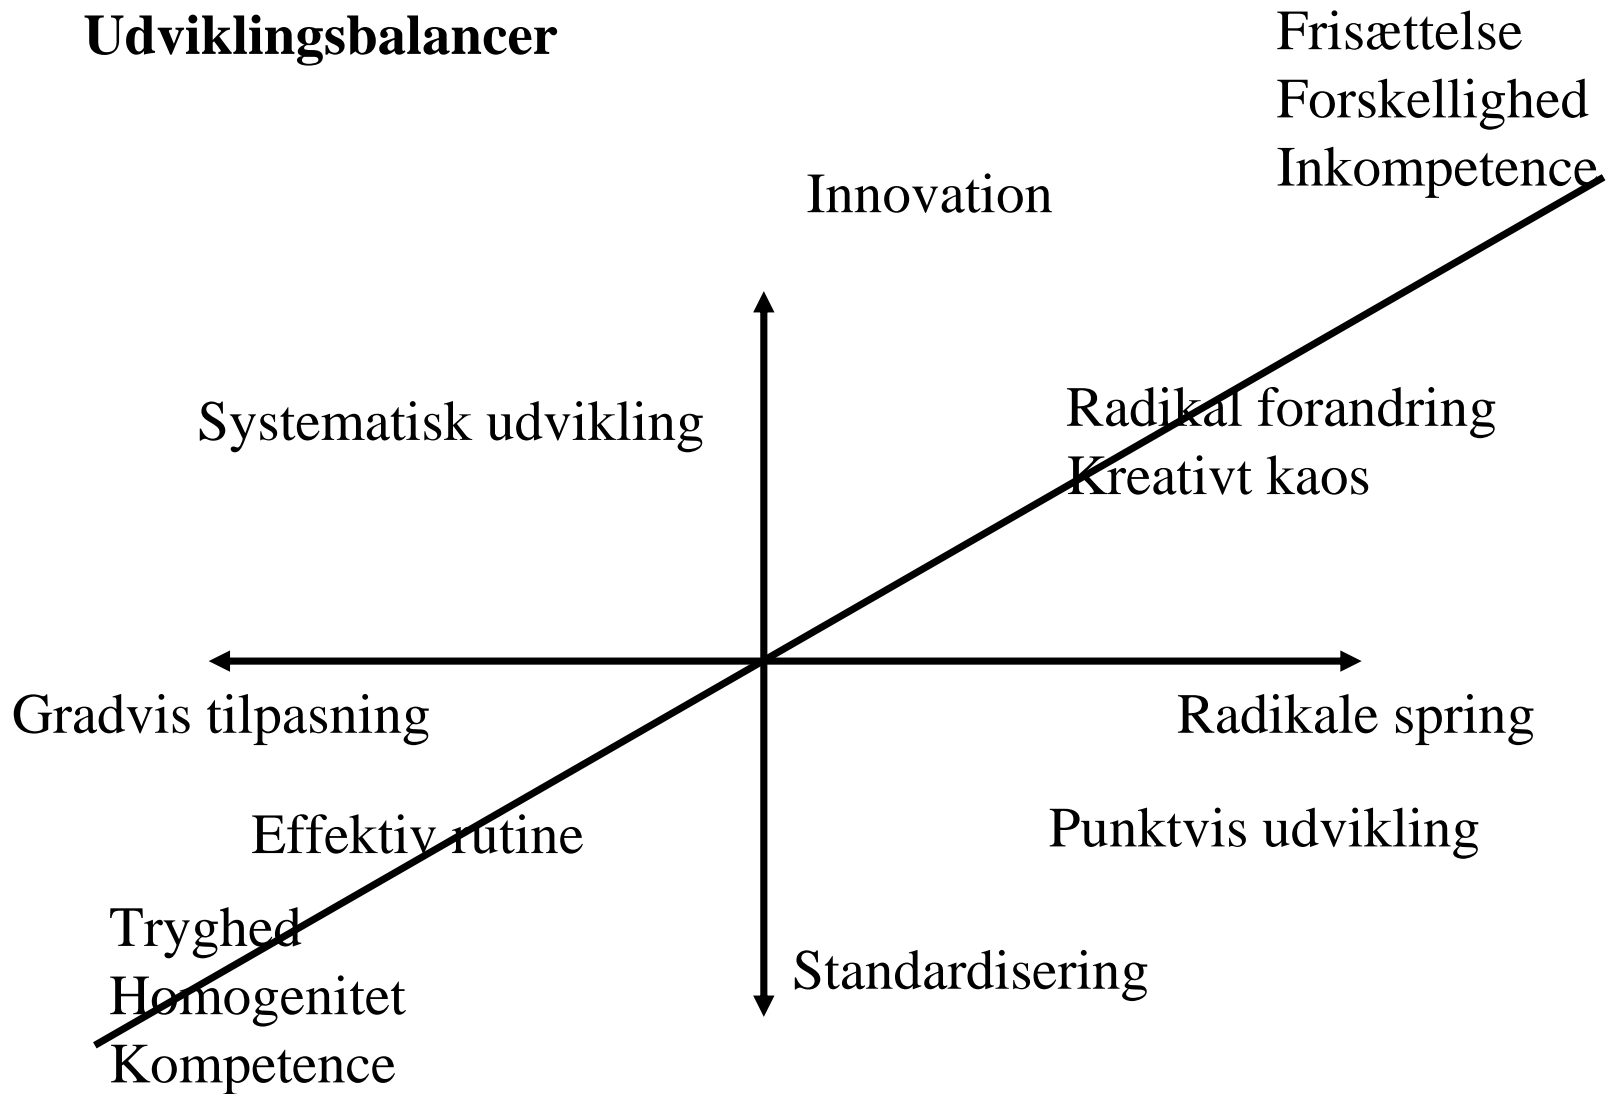 Udviklingsbalancer
Frisættelse
Forskellighed
Inkompetence
Innovation
Systematisk udvikling
Radikal forandring
Kreativt kaos
Gradvis tilpasning
Radikale spring
Effektiv rutine
Punktvis udvikling
Tryghed
Homogenitet
Kompetence
Standardisering